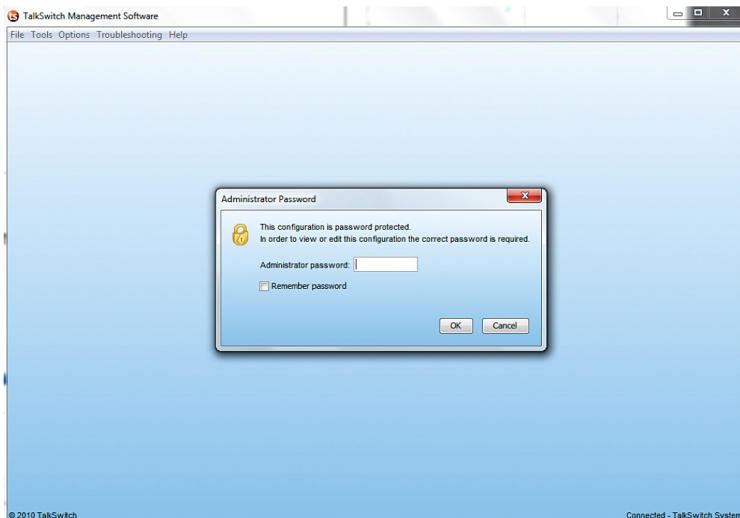 TalkSwitch Management Software
File Tools Options Troubleshooting Help
Administrator Password
This configuration is password protected.
In order to view or edit this configuration the correct password is required.
Administrator password:
Remember password
OK Cancel
© 2010 TalkSwitch Connected - TalkSwitch System